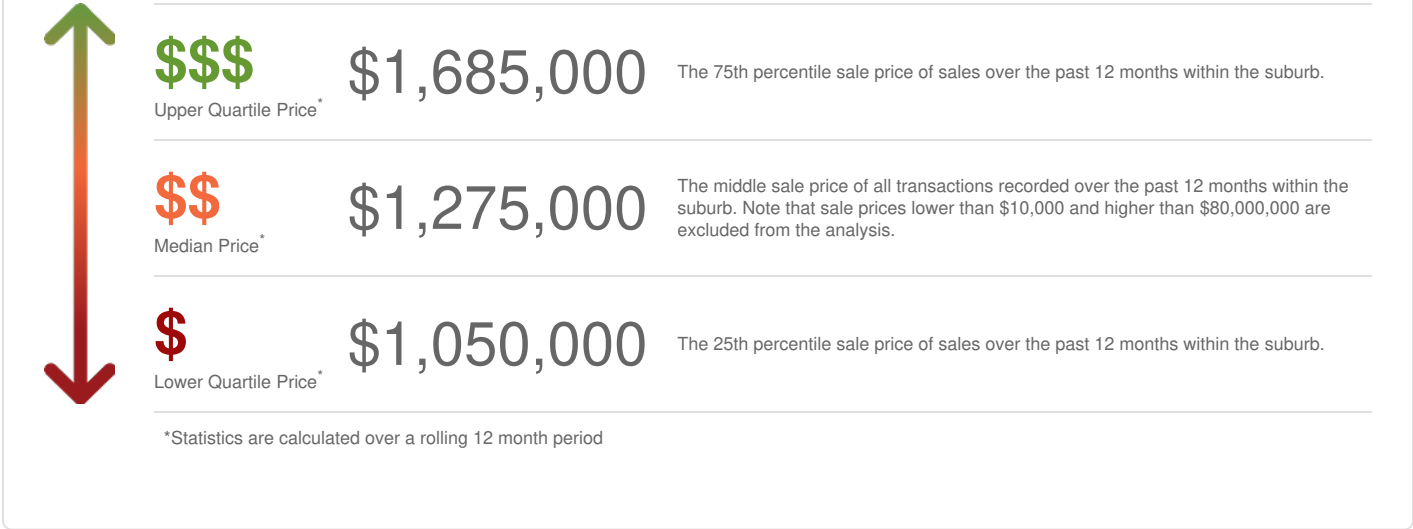 $$$
Upper Quartile Price*
$1,685,000
The 75th percentile sale price of sales over the past 12 months within the suburb.
$$
Median Price*
$1,275,000
The middle sale price of all transactions recorded over the past 12 months within the
suburb. Note that sale prices lower than $10,000 and higher than $80,000,000 are
excluded from the analysis.
$
Lower Quartile Price*
$1,050,000
The 25th percentile sale price of sales over the past 12 months within the suburb.
*Statistics are calculated over a rolling 12 month period